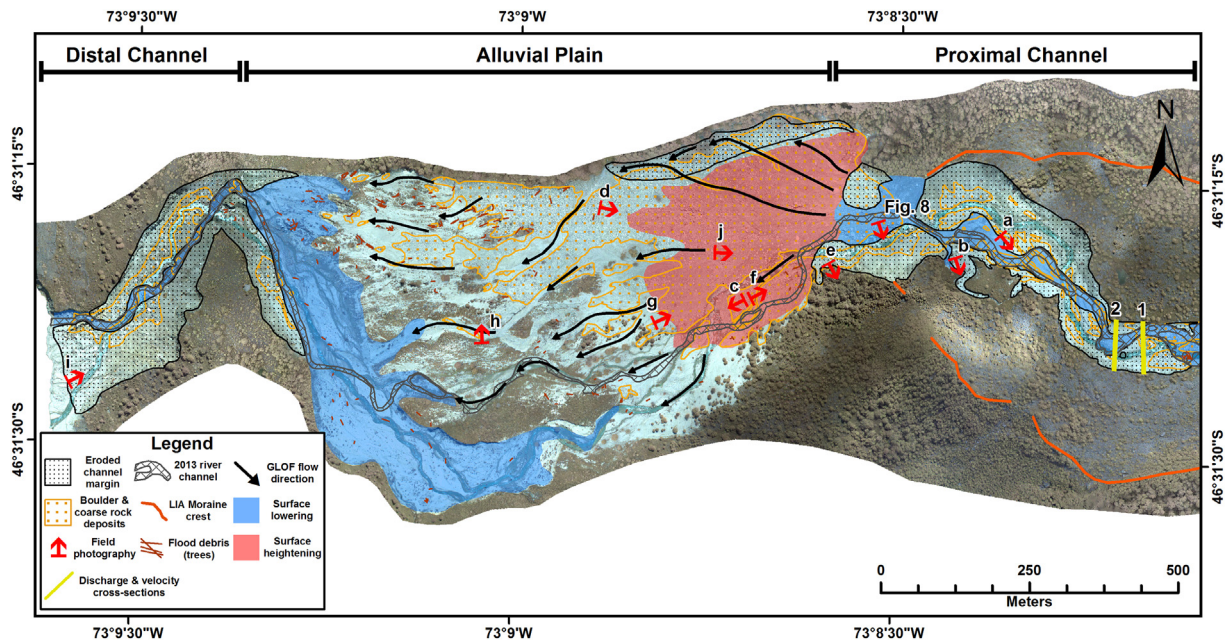 73°9'30"W
73°9'W
73°8'30"W
Distal Channel
Alluvial Plain
Proximal Channel
N
46°31'15"S
46°31'15"S
d
Fig. 8
a
j
b
e
c
f
g
h
2
1
i
46°31'30"S
46°31'30"S
Legend
Eroded
channel
margin
2013 river
channel
GLOF flow
direction
Boulder &
coarse rock
deposits
LIA Moraine
crest
Surface
lowering
Field
photography
Flood debris
(trees)
Surface
heightening
Discharge & velocity
cross-sections
0
250
500
Meters
73°9'30"W
73°9'W
73°8'30"W